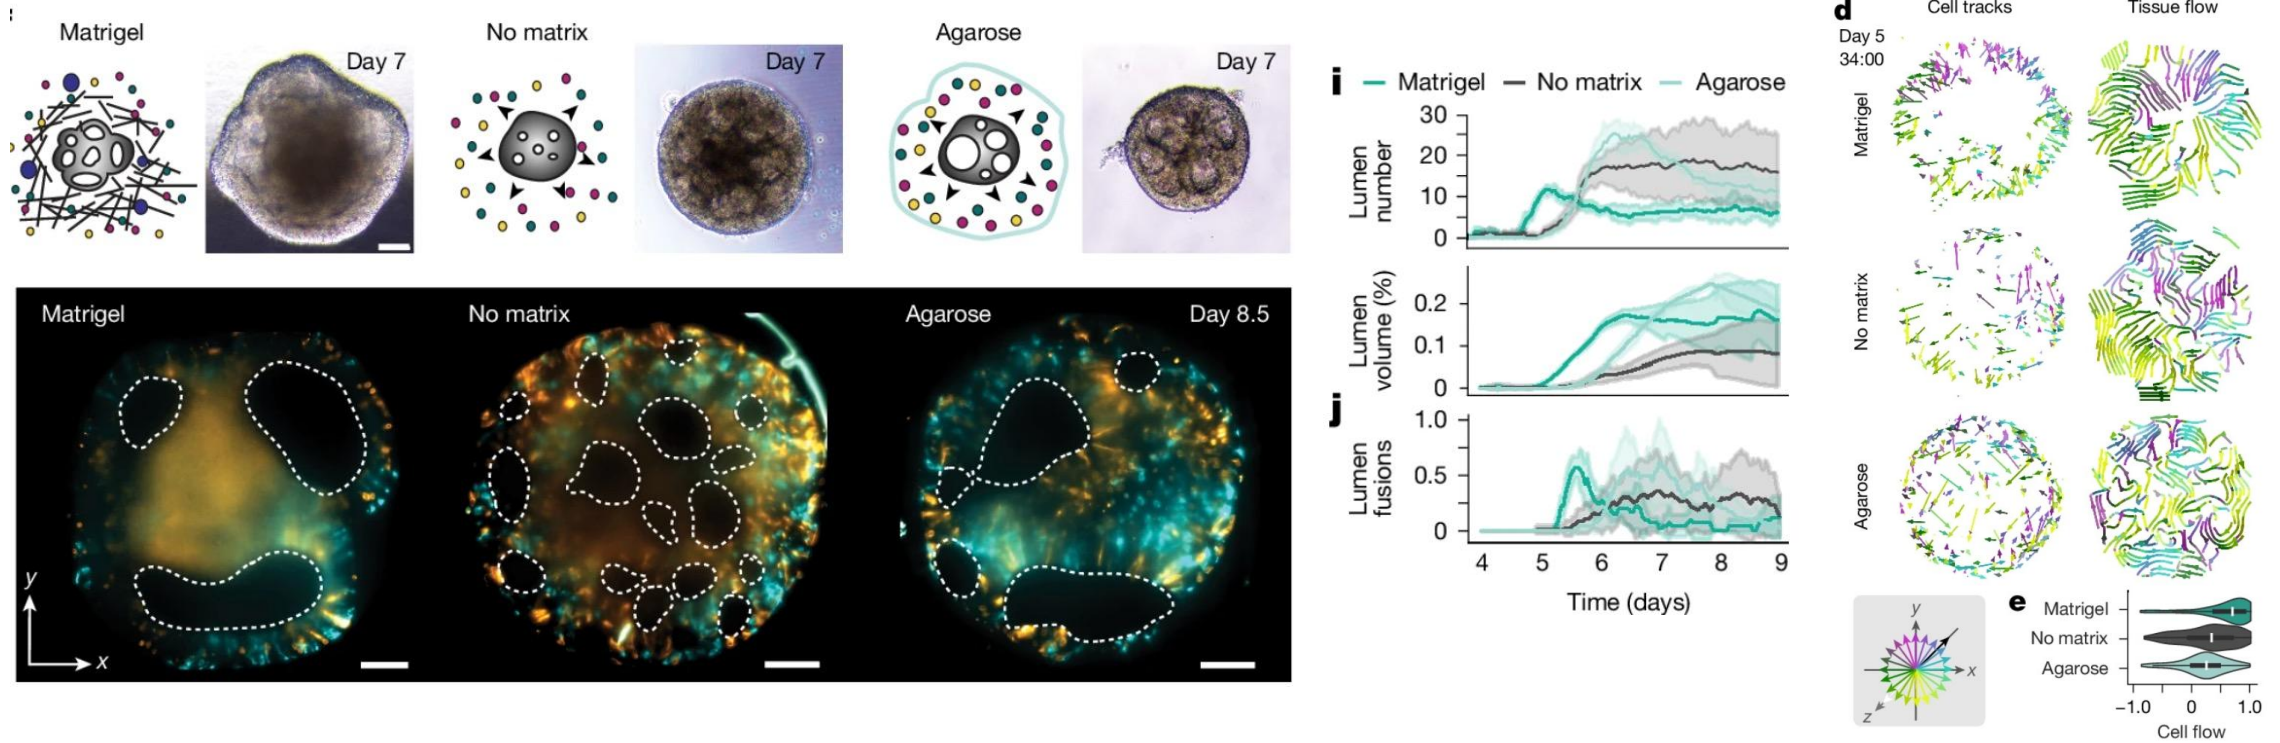 Matrigel
Day 7
No matrix
Day 7
Agarose
Day 7
Matrigel
No matrix
Agarose
Day 8.5
y
x
i
Matrigel
No matrix
Agarose
Lumen
number
30
20
10
0
Lumen
volume (%)
0.2
0.1
0
j
Lumen
fusions
1.0
0.5
0
4 5 6 7 8 9
Time (days)
d
Cell tracks
Tissue flow
Day 5
34:00
Matrigel
No matrix
Agarose
y
x
z
e
Matrigel
No matrix
Agarose
−1.0 0 1.0
Cell flow